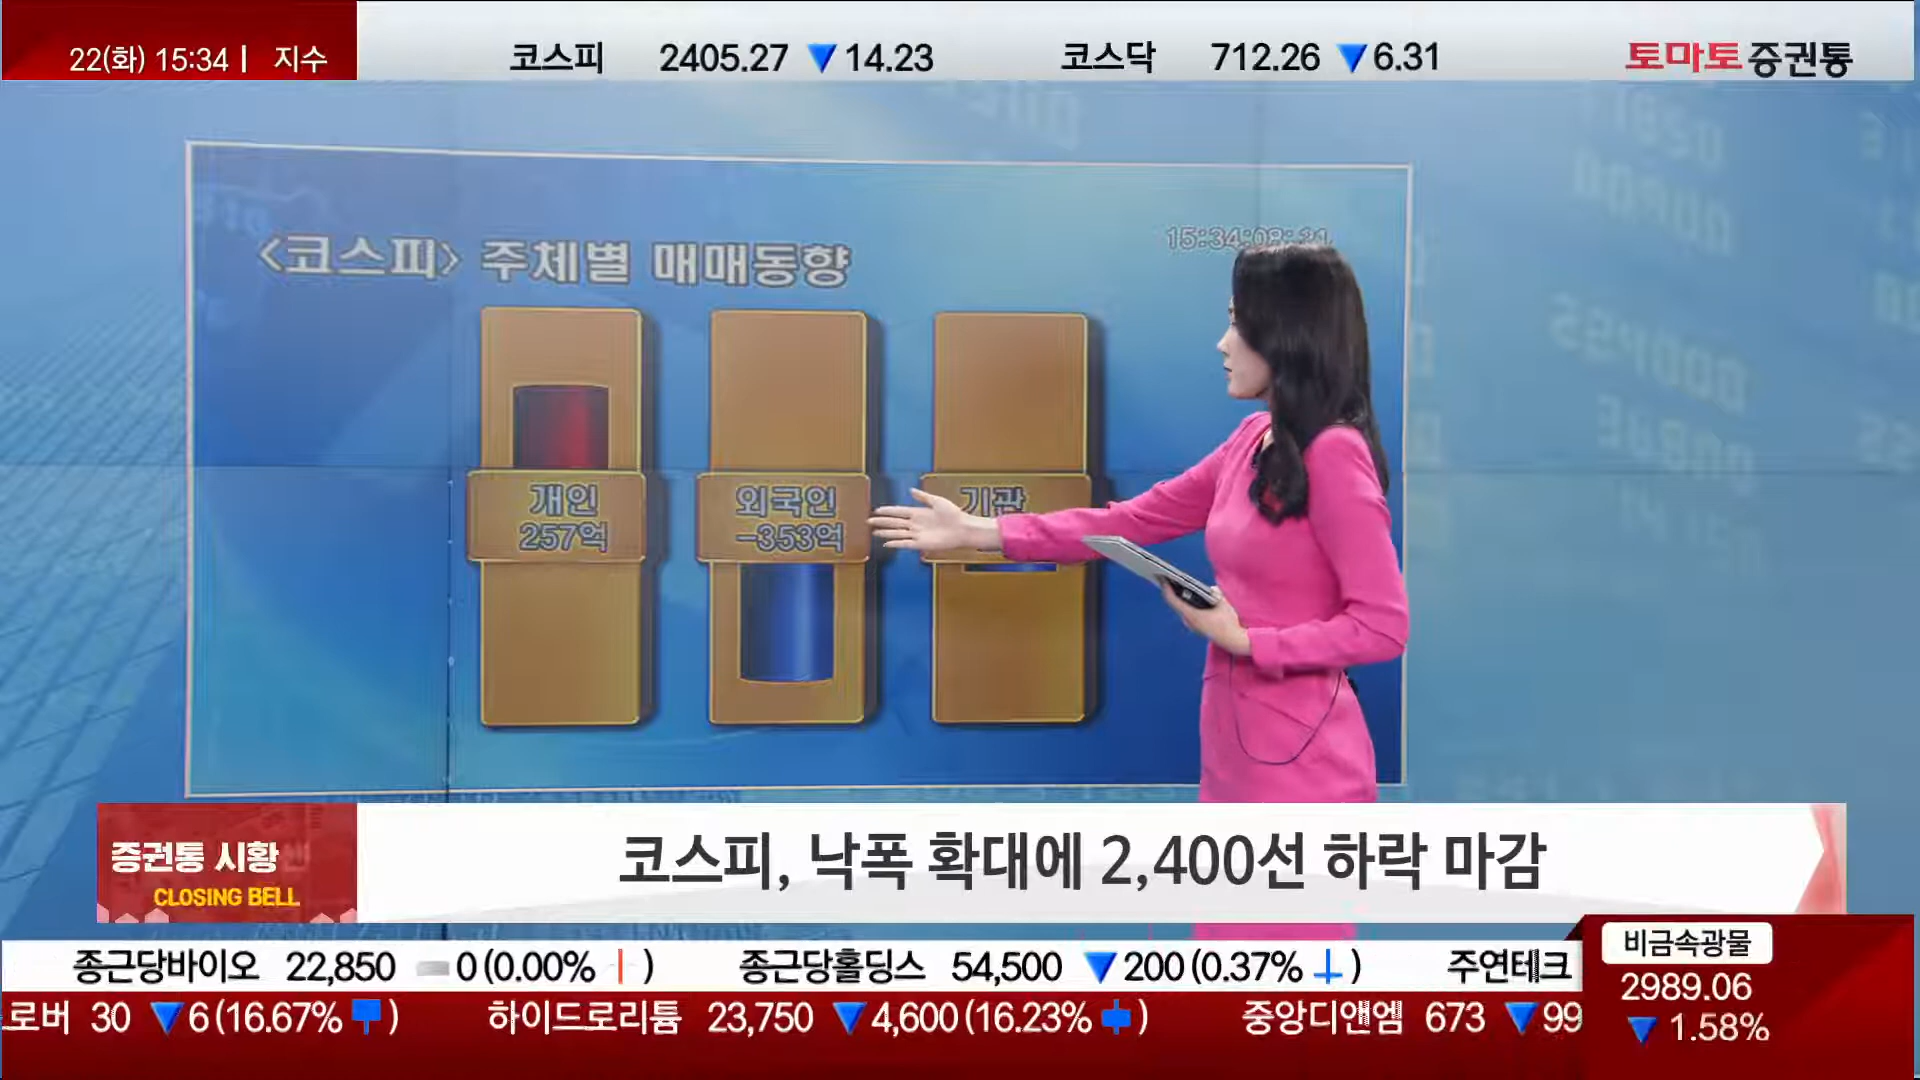 22(화) 15:34 | 지수 코스피 2405.27 ▼14.23 코스닥 712.26 ▼6.31 토마토증권통
<코스피> 주체별 매매동향
개인 외국인 기관
257억 -353억
증권통 시황
CLOSING BELL
코스피, 낙폭 확대에 2,400선 하락 마감
종근당바이오 22,850 0(0.00% ) 종근당홀딩스 54,500 ▼200(0.37% ) 주연테크
로버 30 ▼6(16.67% ) 하이드로리튬 23,750 ▼4,600(16.23% ) 중앙디앤엠 673 ▼99
비금속광물
2989.06
▼1.58%